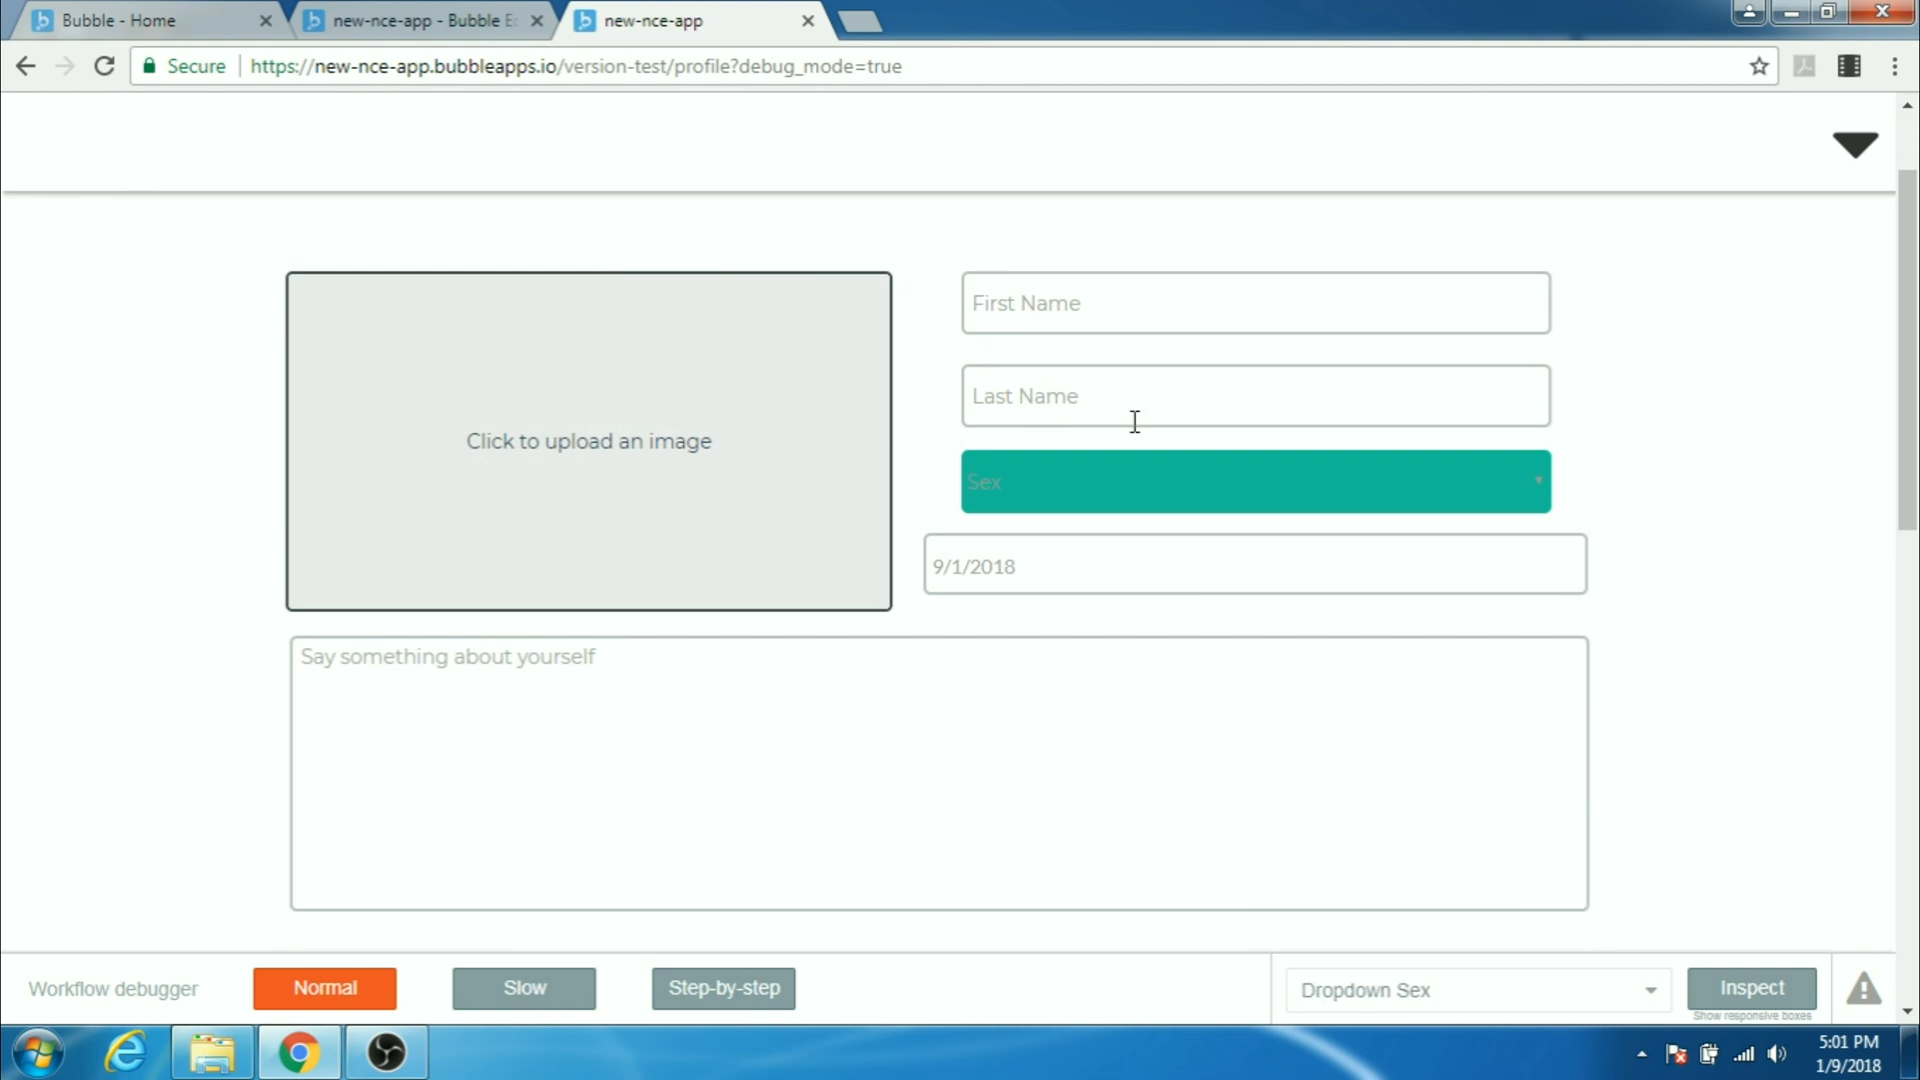 Bubble - Home
new-nce-app - Bubble E
new-nce-app
Secure
https://new-nce-app.bubbleapps.io/version-test/profile?debug_mode=true
First Name
Last Name
Click to upload an image
Sex
9/1/2018
Say something about yourself
Workflow debugger
Normal
Slow
Step-by-step
Dropdown Sex
Inspect
Show responsive boxes
5:01 PM
1/9/2018